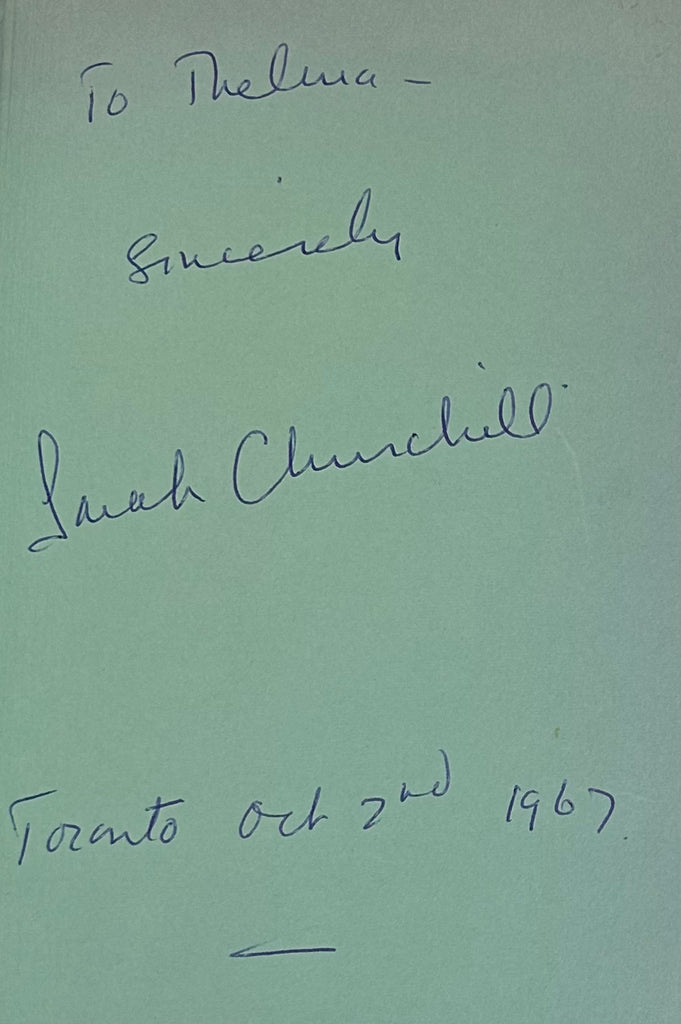 To Thelma -
Sincerely
Sarah Churchill
Toronto Oct 2nd 1967.